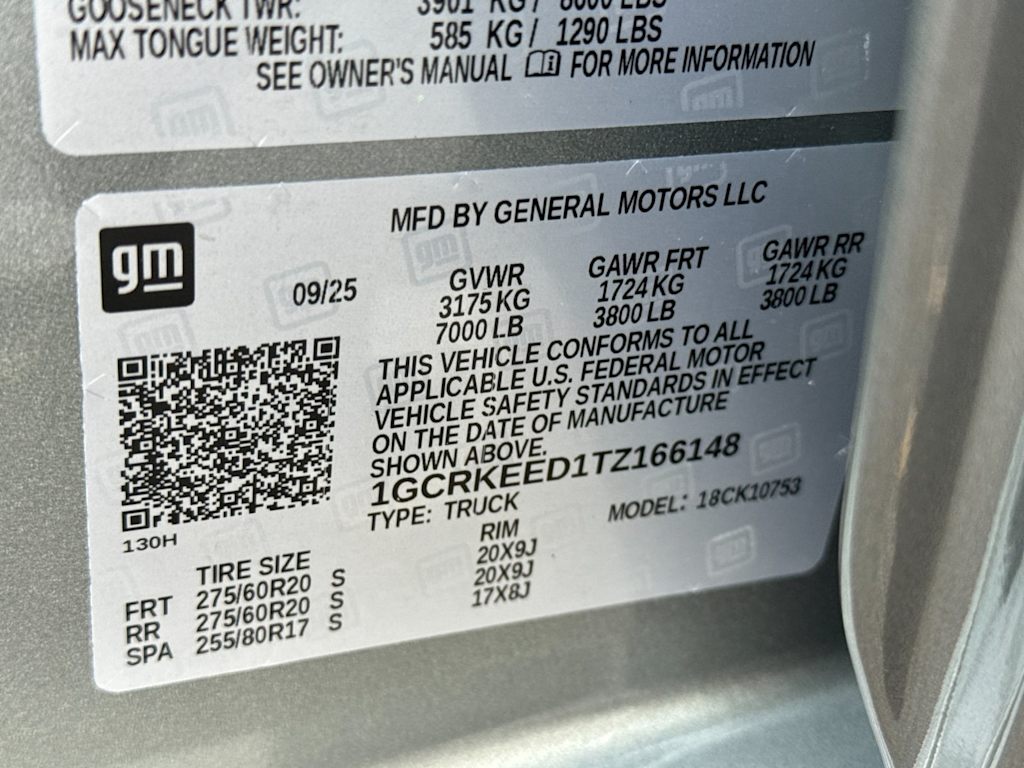 GOOSENECK TWR: 3901 KG / 8600 LBS
MAX TONGUE WEIGHT: 585 KG / 1290 LBS
SEE OWNER'S MANUAL FOR MORE INFORMATION
MFD BY GENERAL MOTORS LLC
gm
09/25
GVWR GAWR FRT GAWR RR
3175 KG 1724 KG 1724 KG
7000 LB 3800 LB 3800 LB
THIS VEHICLE CONFORMS TO ALL
APPLICABLE U.S. FEDERAL MOTOR
VEHICLE SAFETY STANDARDS IN EFFECT
ON THE DATE OF MANUFACTURE
SHOWN ABOVE.
1GCRKEED1TZ166148
TYPE: TRUCK MODEL: 18CK10753
130H
TIRE SIZE RIM
FRT 275/60R20 S 20X9J
RR 275/60R20 S 20X9J
SPA 255/80R17 S 17X8J